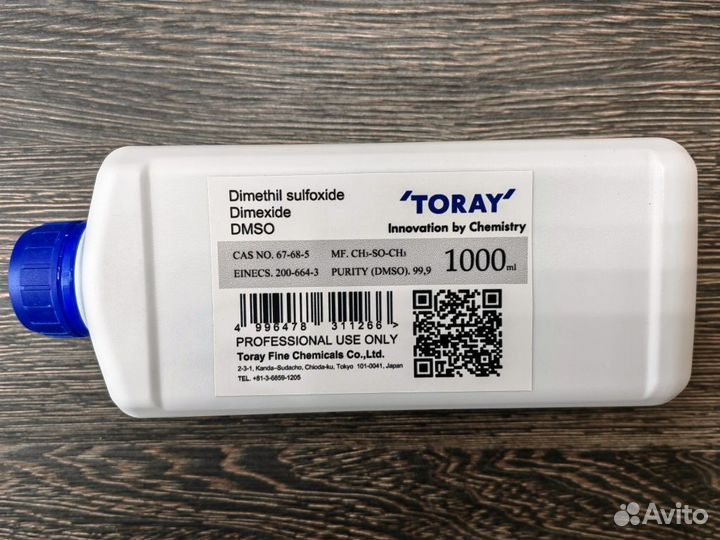 Dimethil sulfoxide
Dimexide
DMSO
'TORAY'
Innovation by Chemistry
CAS NO. 67-68-5 MF. CH₃-SO-CH₃
EINECS. 200-664-3 PURITY (DMSO). 99,9
1000ml
4 996478 311266 >
PROFESSIONAL USE ONLY
Toray Fine Chemicals Co.,Ltd.
2-3-1, Kanda-Sudacho, Chioda-ku, Tokyo 101-0041, Japan
TEL. +81-3-6859-1205
Avito